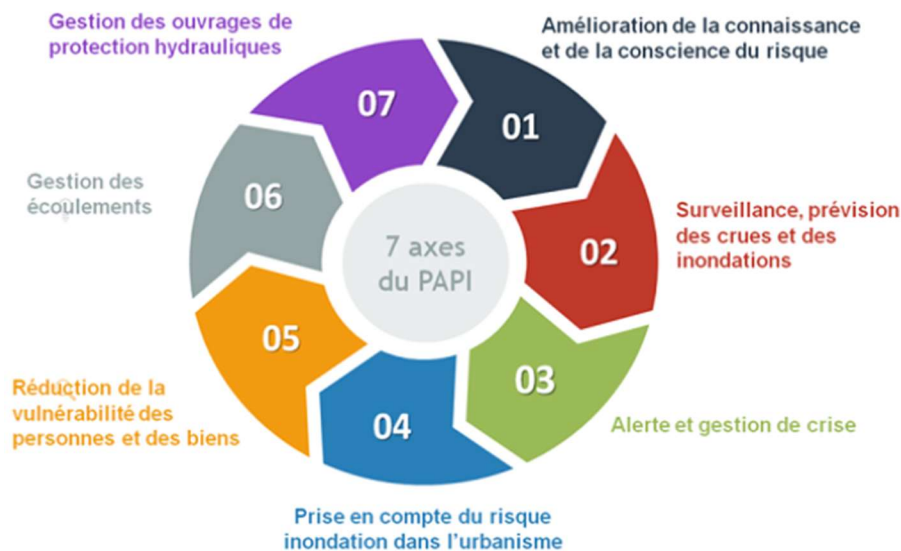 Gestion des ouvrages de
protection hydrauliques
Amélioration de la connaissance
et de la conscience du risque
07
01
06
Gestion des
écoulements
02
Surveillance, prévision
des crues et des
inondations
7 axes
du PAPI
05
03
Réduction de la
vulnérabilité des
personnes et des biens
04
Alerte et gestion de crise
Prise en compte du risque
inondation dans l'urbanisme